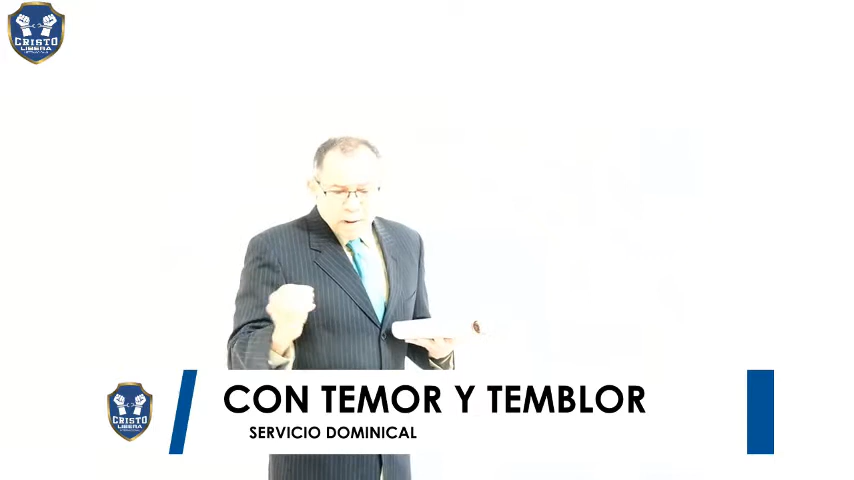 CRISTO
LIBERA
CON TEMOR Y TEMBLOR
SERVICIO DOMINICAL
CRISTO
LIBERA